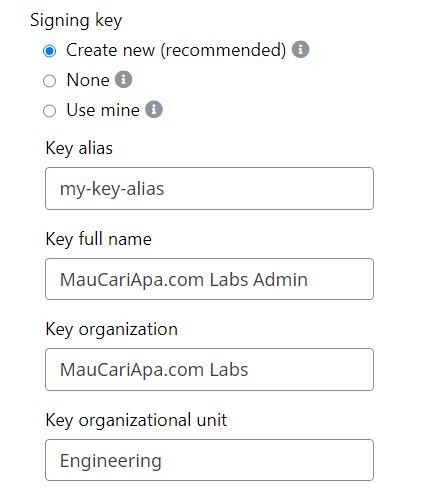 Signing key
Create new (recommended)
None
Use mine
Key alias
my-key-alias
Key full name
MauCariApa.com Labs Admin
Key organization
MauCariApa.com Labs
Key organizational unit
Engineering